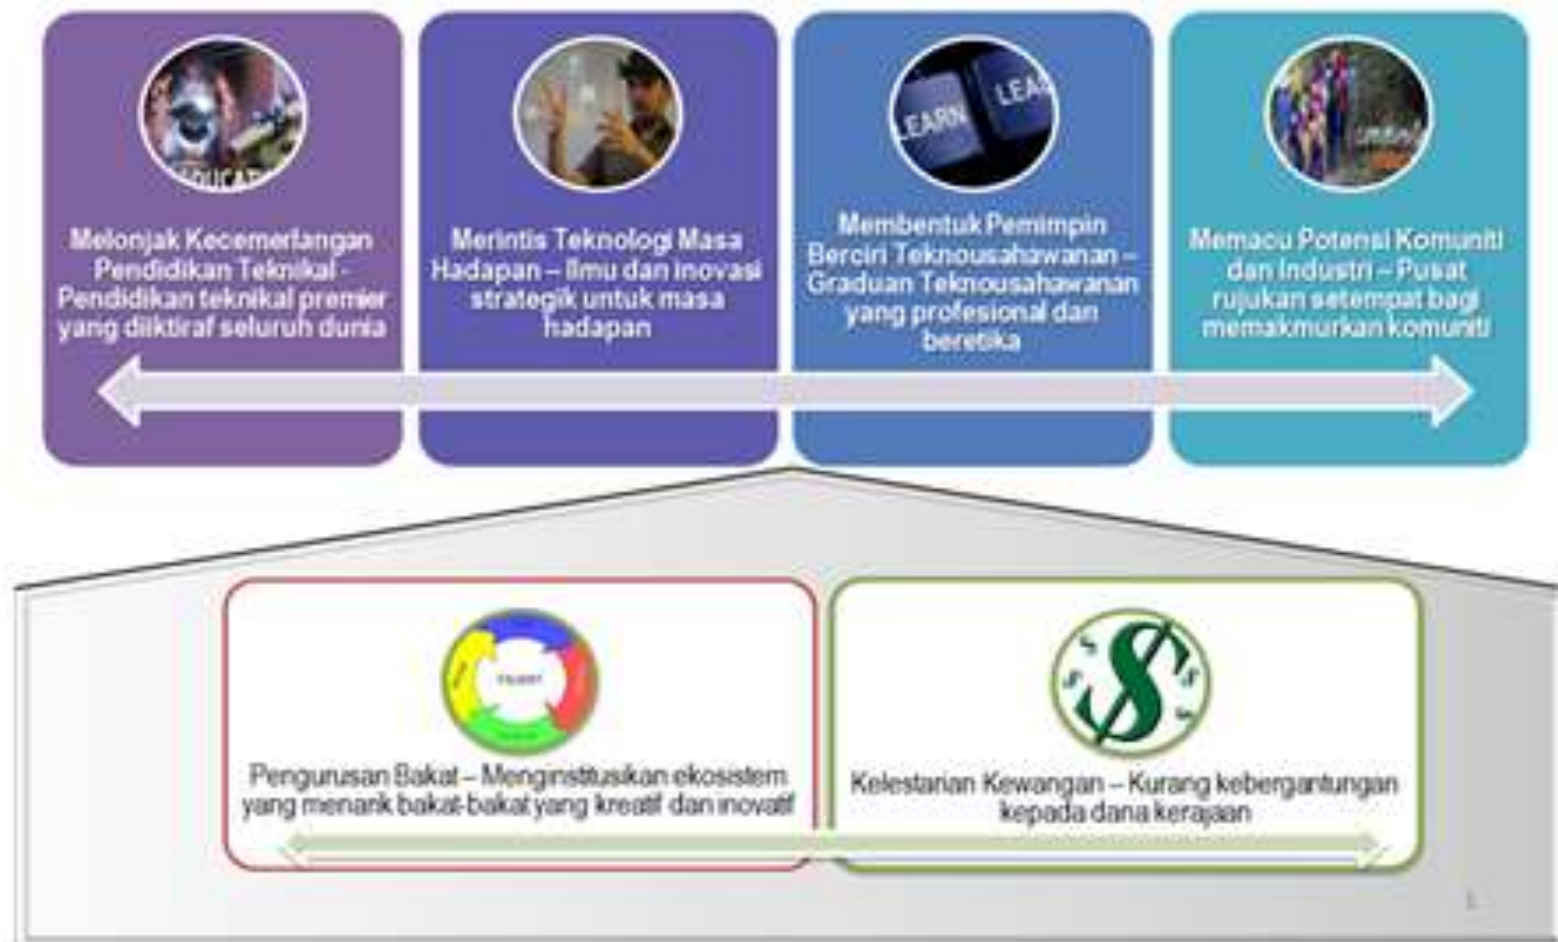 EDUCAT
Melonjak Kecemerlangan
Pendidikan Teknikal -
Pendidikan teknikal premier
yang diiktiraf seluruh dunia
Merintis Teknologi Masa
Hadapan – Ilmu dan inovasi
strategik untuk masa
hadapan
LEARN
LEA
Membentuk Pemimpin
Berciri Teknousahawanan –
Graduan Teknousahawanan
yang profesional dan
beretika
Memacu Potensi Komuniti
dan Industri – Pusat
rujukan setempat bagi
memakmurkan komuniti
TALENT
Pengurusan Bakat – Menginstitusikan ekosistem
yang menarik bakat-bakat yang kreatif dan inovatif
$
Kelestarian Kewangan – Kurang kebergantungan
kepada dana kerajaan